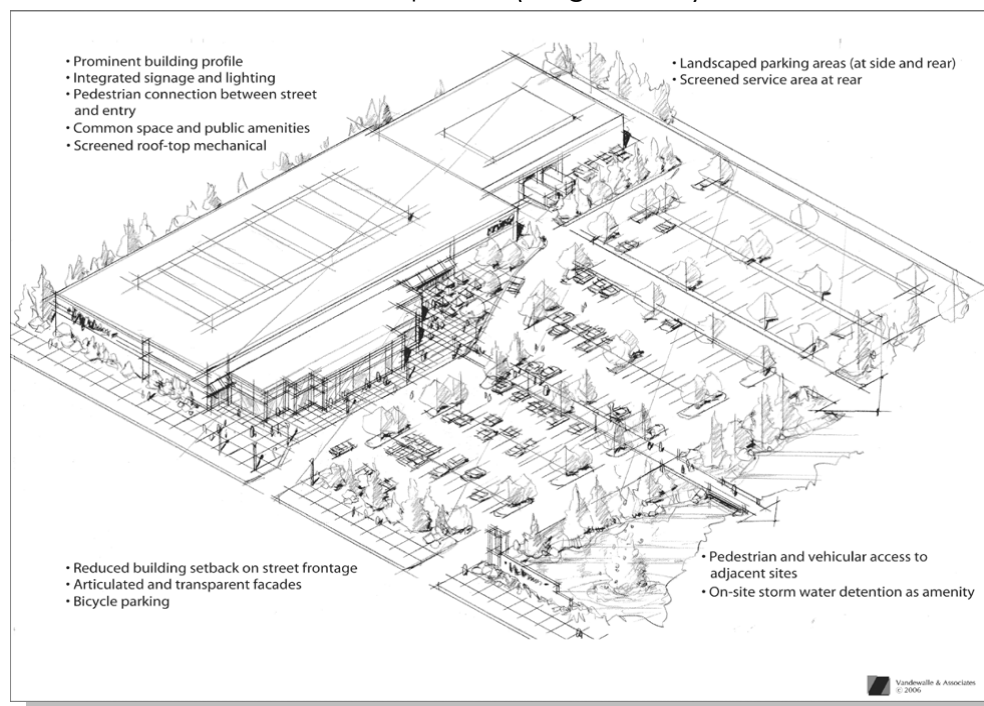 • Prominent building profile
• Integrated signage and lighting
• Pedestrian connection between street
and entry
• Common space and public amenities
• Screened roof-top mechanical
• Landscaped parking areas (at side and rear)
• Screened service area at rear
• Reduced building setback on street frontage
• Articulated and transparent facades
• Bicycle parking
• Pedestrian and vehicular access to
adjacent sites
• On-site storm water detention as amenity
Vandewalle & Associates
© 2006